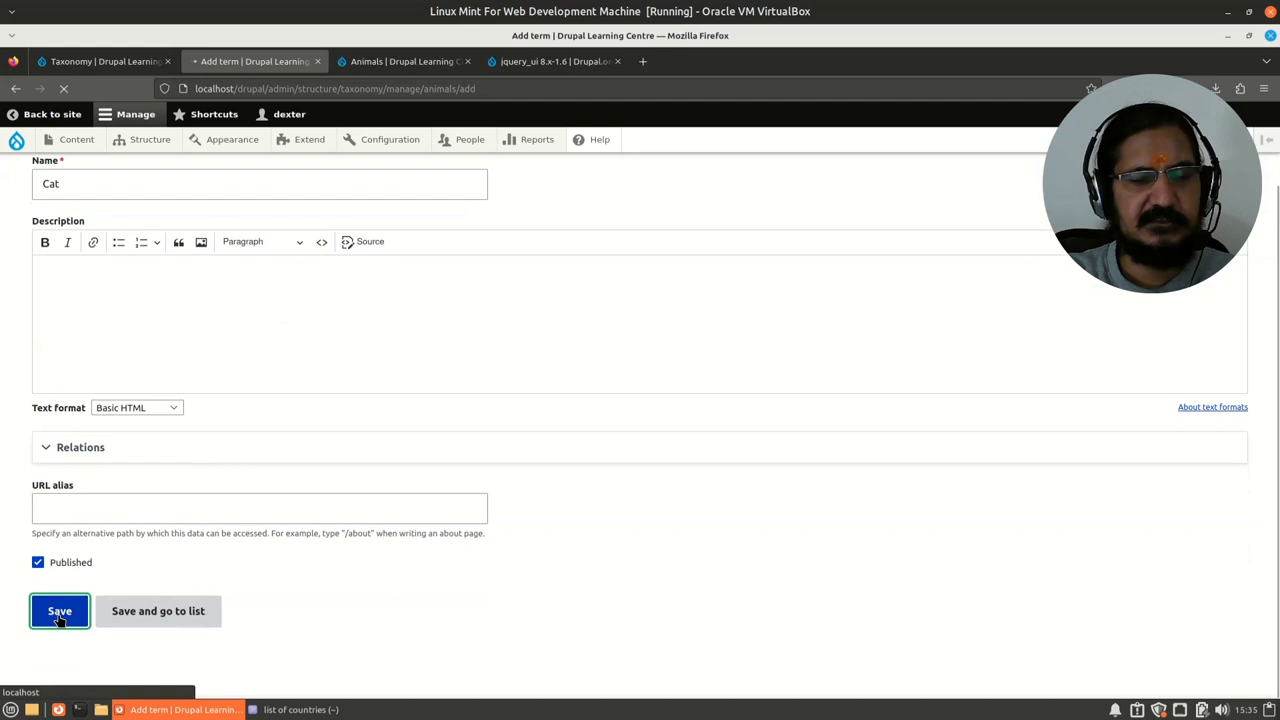 Linux Mint For Web Development Machine [Running] - Oracle VM VirtualBox
Add term | Drupal Learning Centre — Mozilla Firefox
Taxonomy | Drupal Learning
Add term | Drupal Learning
Animals | Drupal Learning C
jquery_ui 8.x-1.6 | Drupal.or
localhost/drupal/admin/structure/taxonomy/manage/animals/add
Back to site
Manage
Shortcuts
dexter
Content
Structure
Appearance
Extend
Configuration
People
Reports
Help
Name*
Cat
Description
B I
Paragraph
Source
Text format
Basic HTML
About text formats
Relations
URL alias
Specify an alternative path by which this data can be accessed. For example, type "/about" when writing an about page.
Published
Save
Save and go to list
localhost
Add term | Drupal Learnin...
list of countries (~)
15:35